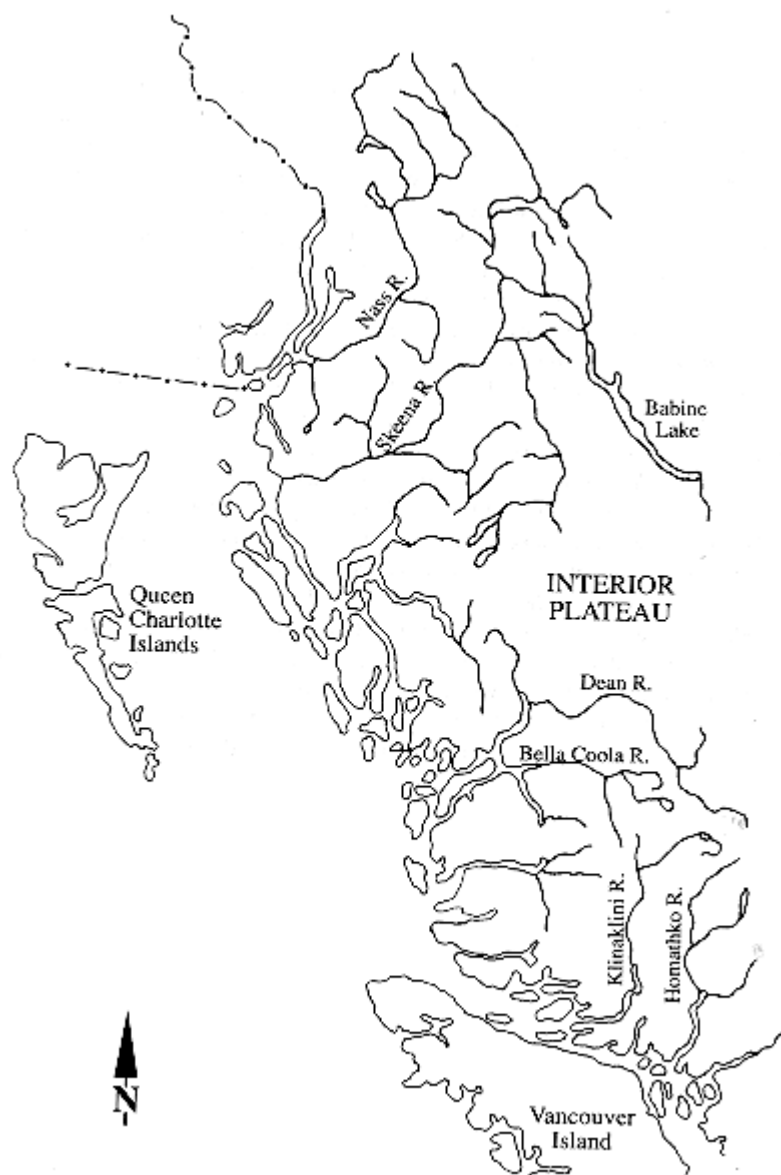 Nass R.
Skeena R
Babine
Lake
INTERIOR
PLATEAU
Queen
Charlotte
Islands
Dean R.
Bella Coola R.
Klinaklini R.
Homathko R.
N
Vancouver
Island